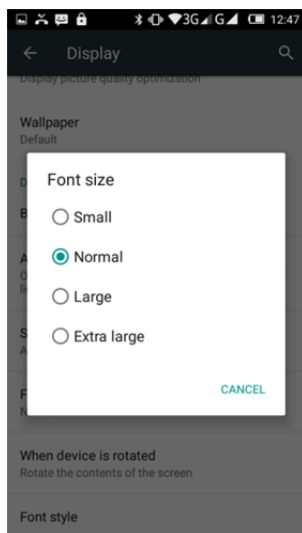 3G G 12:47
Display
Display picture quality optimization
Wallpaper
Default
Font size
Small
Normal
Large
Extra large
CANCEL
When device is rotated
Rotate the contents of the screen
Font style